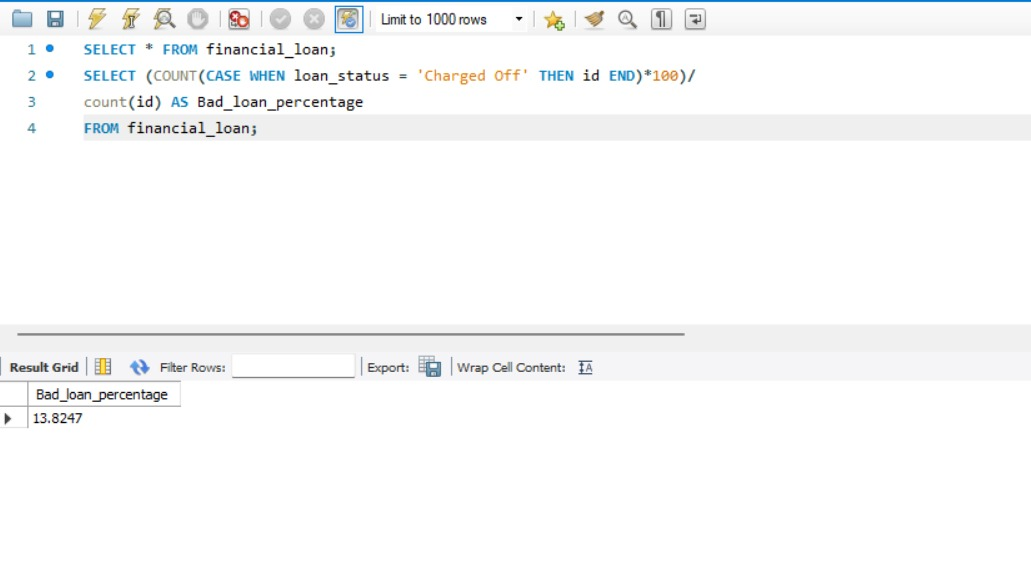 Limit to 1000 rows
1 SELECT * FROM financial_loan;
2 SELECT (COUNT(CASE WHEN loan_status = 'Charged Off' THEN id END)*100)/
3 count(id) AS Bad_loan_percentage
4 FROM financial_loan;
Result Grid Filter Rows: Export: Wrap Cell Content: IA
Bad_loan_percentage
13.8247